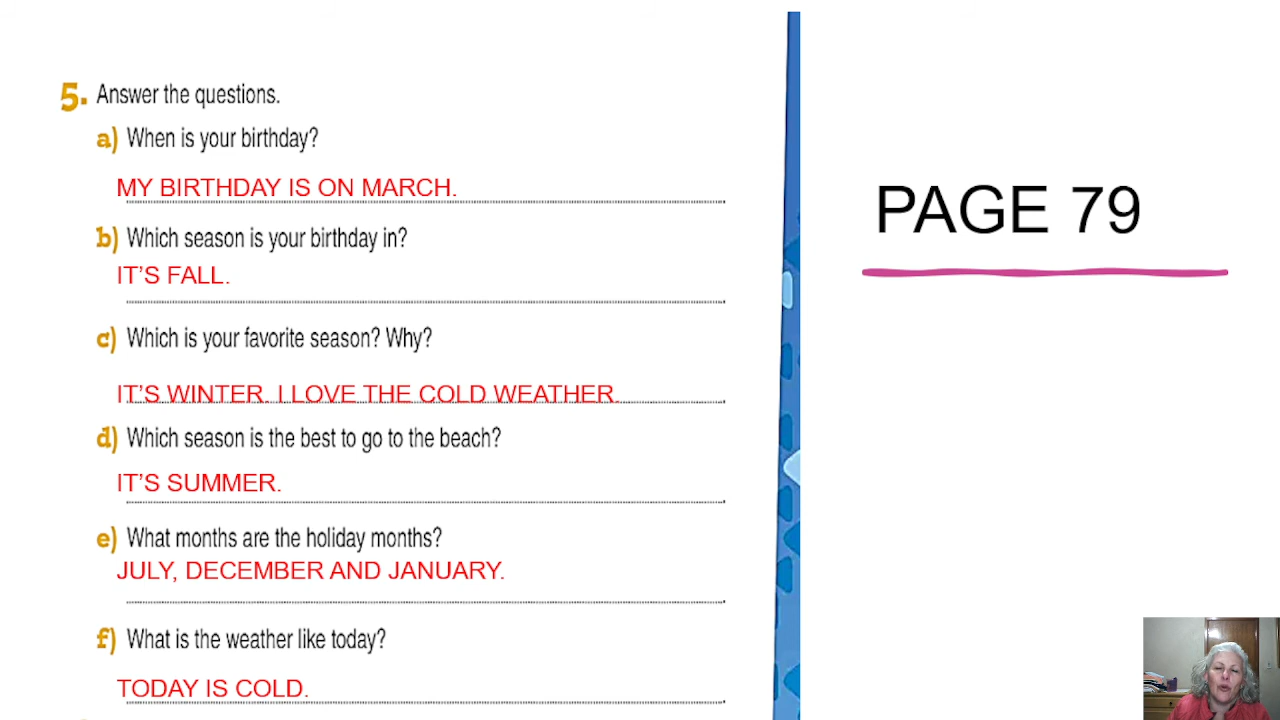 5. Answer the questions.
a) When is your birthday?
MY BIRTHDAY IS ON MARCH.
b) Which season is your birthday in?
IT'S FALL.
c) Which is your favorite season? Why?
IT'S WINTER. I LOVE THE COLD WEATHER.
d) Which season is the best to go to the beach?
IT'S SUMMER.
e) What months are the holiday months?
JULY, DECEMBER AND JANUARY.
f) What is the weather like today?
TODAY IS COLD.
PAGE 79